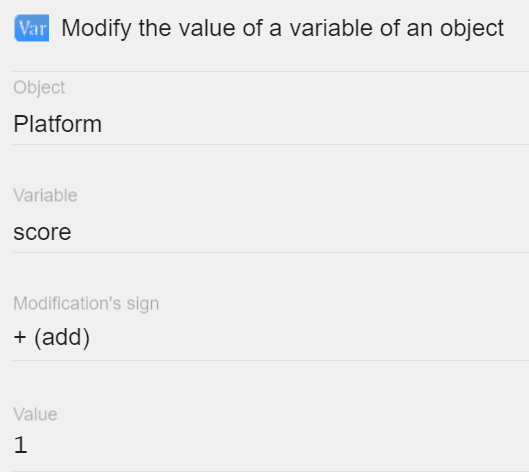 Var Modify the value of a variable of an object
Object
Platform
Variable
score
Modification's sign
+ (add)
Value
1